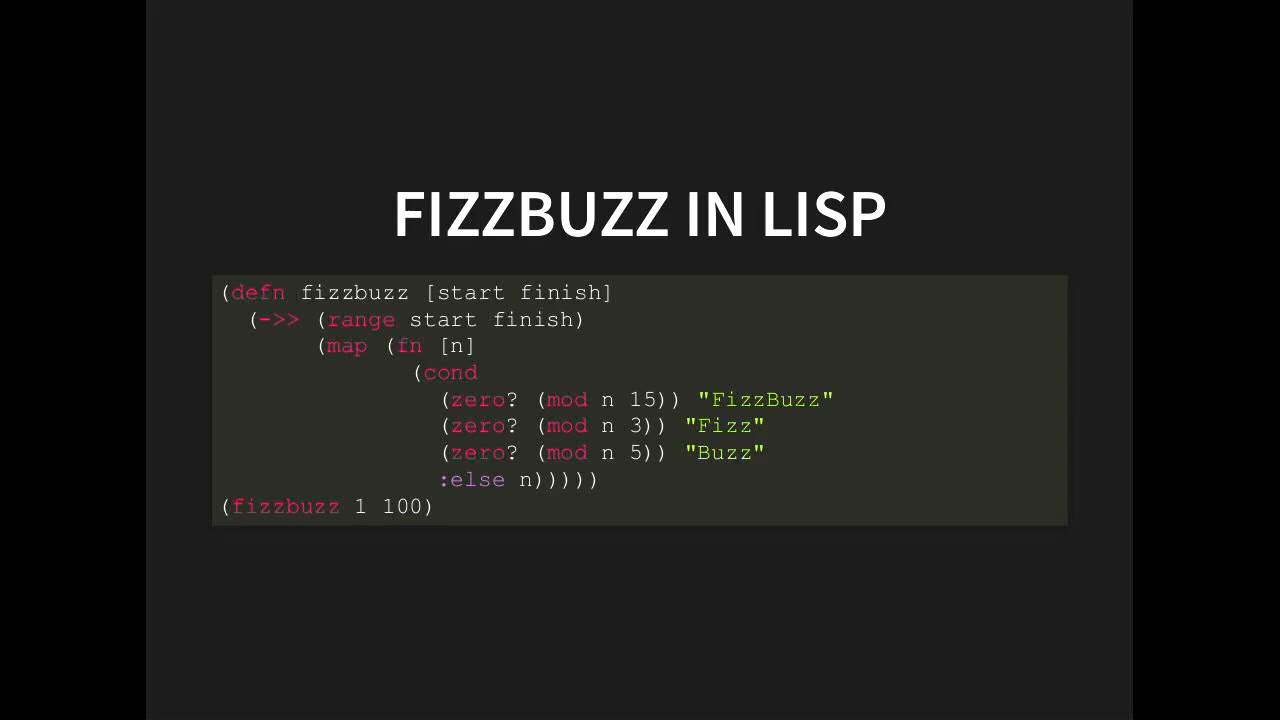 FIZZBUZZ IN LISP
(defn fizzbuzz [start finish]
  (->> (range start finish)
       (map (fn [n]
              (cond
                (zero? (mod n 15)) "FizzBuzz"
                (zero? (mod n 3)) "Fizz"
                (zero? (mod n 5)) "Buzz"
                :else n)))))
(fizzbuzz 1 100)